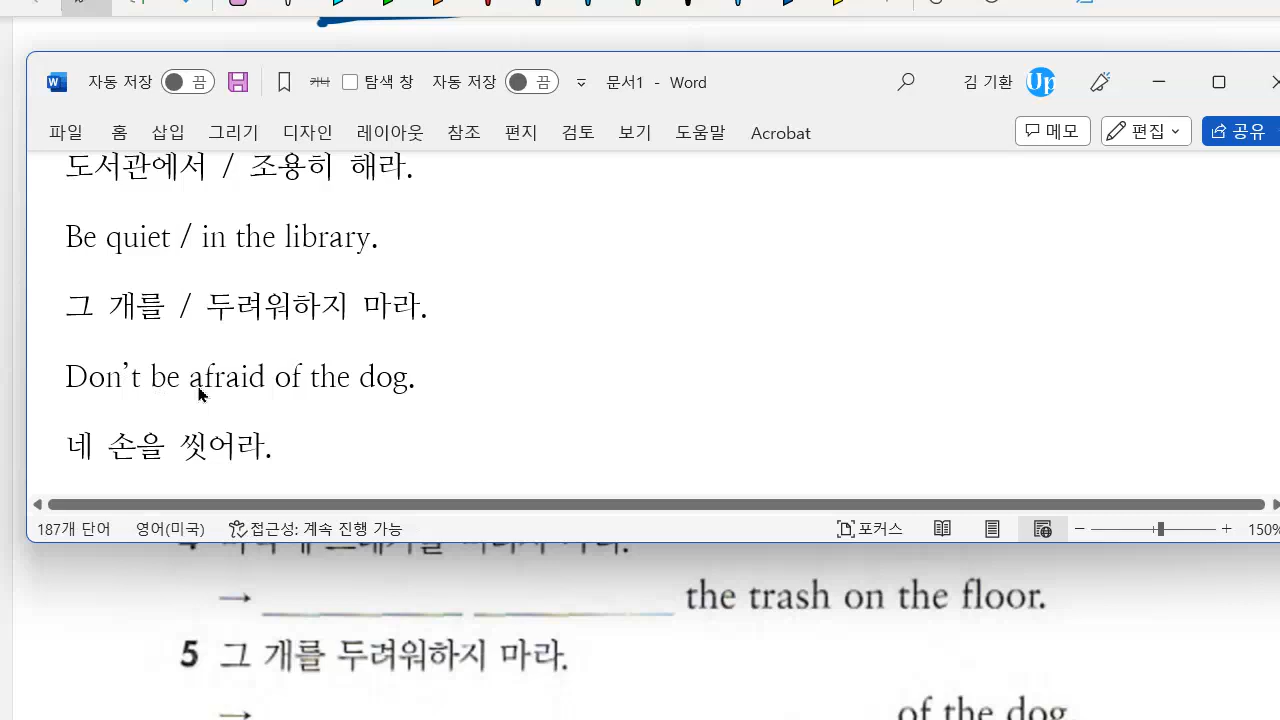 자동 저장 끔 가나 탐색 창 자동 저장 끔 문서1 - Word 김 기환 Up
파일 홈 삽입 그리기 디자인 레이아웃 참조 편지 검토 보기 도움말 Acrobat 메모 편집 공유
도서관에서 / 조용히 해라.
Be quiet / in the library.
그 개를 / 두려워하지 마라.
Don't be afraid of the dog.
네 손을 씻어라.
187개 단어 영어(미국) 접근성: 계속 진행 가능 포커스 150%
→ the trash on the floor.
5 그 개를 두려워하지 마라.
→ of the dog.